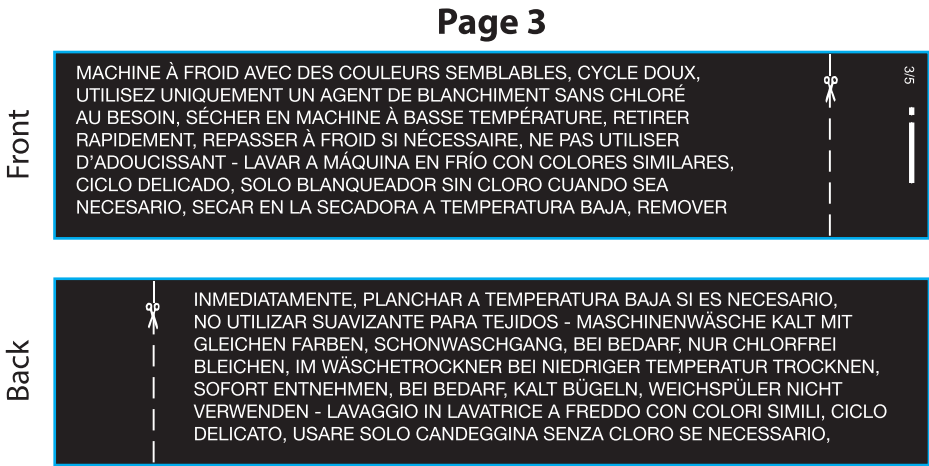 Page 3
Front
MACHINE À FROID AVEC DES COULEURS SEMBLABLES, CYCLE DOUX,
UTILISEZ UNIQUEMENT UN AGENT DE BLANCHIMENT SANS CHLORÉ
AU BESOIN, SÉCHER EN MACHINE À BASSE TEMPÉRATURE, RETIRER
RAPIDEMENT, REPASSER À FROID SI NÉCESSAIRE, NE PAS UTILISER
D'ADOUCISSANT - LAVAR A MÁQUINA EN FRÍO CON COLORES SIMILARES,
CICLO DELICADO, SOLO BLANQUEADOR SIN CLORO CUANDO SEA
NECESARIO, SECAR EN LA SECADORA A TEMPERATURA BAJA, REMOVER
3/5
Back
INMEDIATAMENTE, PLANCHAR A TEMPERATURA BAJA SI ES NECESARIO,
NO UTILIZAR SUAVIZANTE PARA TEJIDOS - MASCHINENWÄSCHE KALT MIT
GLEICHEN FARBEN, SCHONWASCHGANG, BEI BEDARF, NUR CHLORFREI
BLEICHEN, IM WÄSCHETROCKNER BEI NIEDRIGER TEMPERATUR TROCKNEN,
SOFORT ENTNEHMEN, BEI BEDARF, KALT BÜGELN, WEICHSPÜLER NICHT
VERWENDEN - LAVAGGIO IN LAVATRICE A FREDDO CON COLORI SIMILI, CICLO
DELICATO, USARE SOLO CANDEGGINA SENZA CLORO SE NECESSARIO,